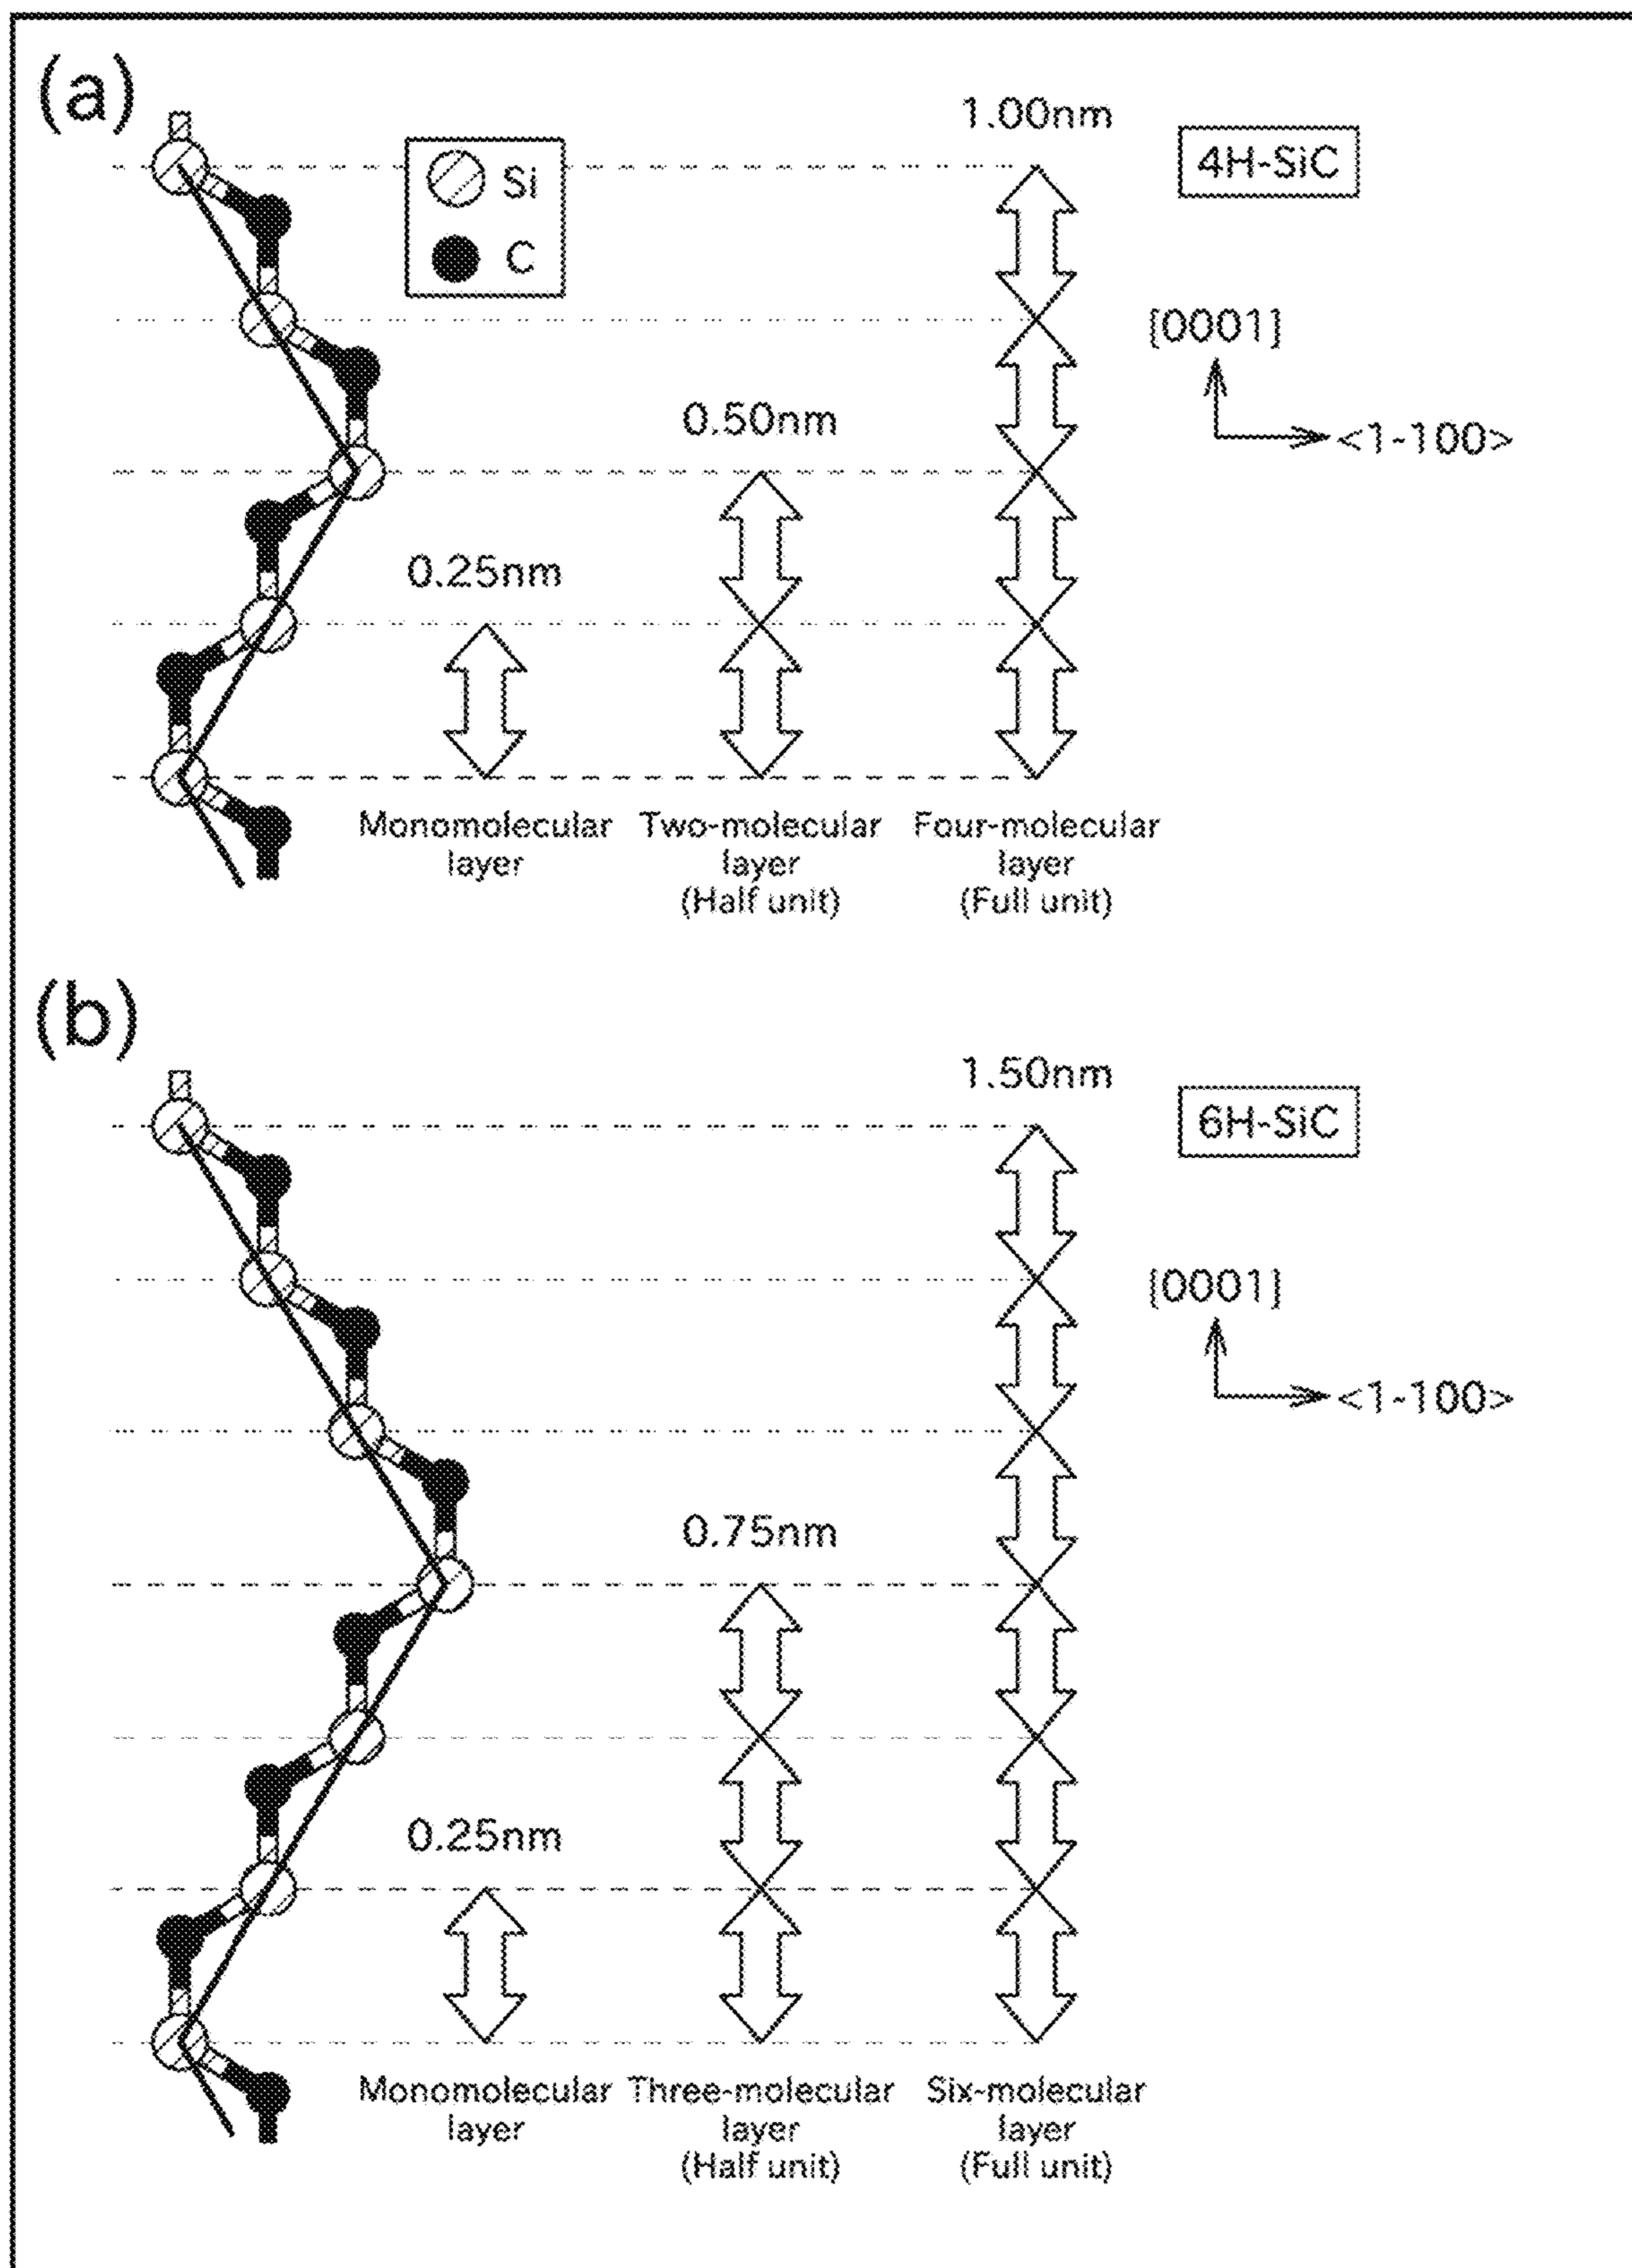 (a)
1.00nm
4H-SiC
Si
C
[0001]
<1-100>
0.50nm
0.25nm
Monomolecular
layer
Two-molecular
layer
(Half unit)
Four-molecular
layer
(Full unit)
(b)
1.50nm
6H-SiC
[0001]
<1-100>
0.75nm
0.25nm
Monomolecular
layer
Three-molecular
layer
(Half unit)
Six-molecular
layer
(Full unit)